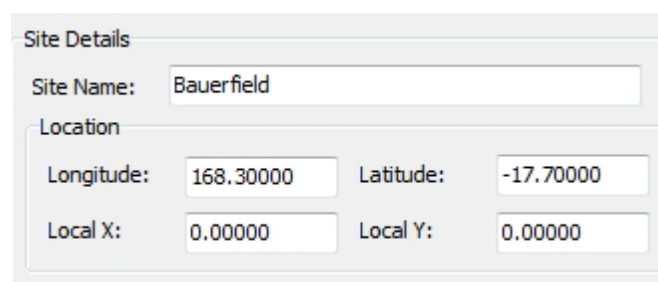 Site Details
Site Name: Bauerfield
Location
Longitude: 168.30000 Latitude: -17.70000
Local X: 0.00000 Local Y: 0.00000